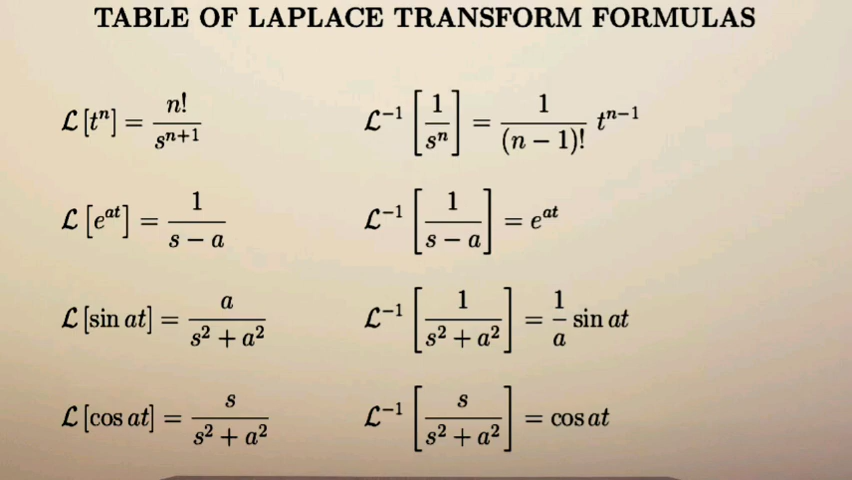 TABLE OF LAPLACE TRANSFORM FORMULAS
ℒ[tⁿ] = n!/sⁿ⁺¹    ℒ⁻¹[1/sⁿ] = 1/(n − 1)! tⁿ⁻¹
ℒ[eᵃᵗ] = 1/(s − a)    ℒ⁻¹[1/(s − a)] = eᵃᵗ
ℒ[sin at] = a/(s² + a²)    ℒ⁻¹[1/(s² + a²)] = 1/a sin at
ℒ[cos at] = s/(s² + a²)    ℒ⁻¹[s/(s² + a²)] = cos at